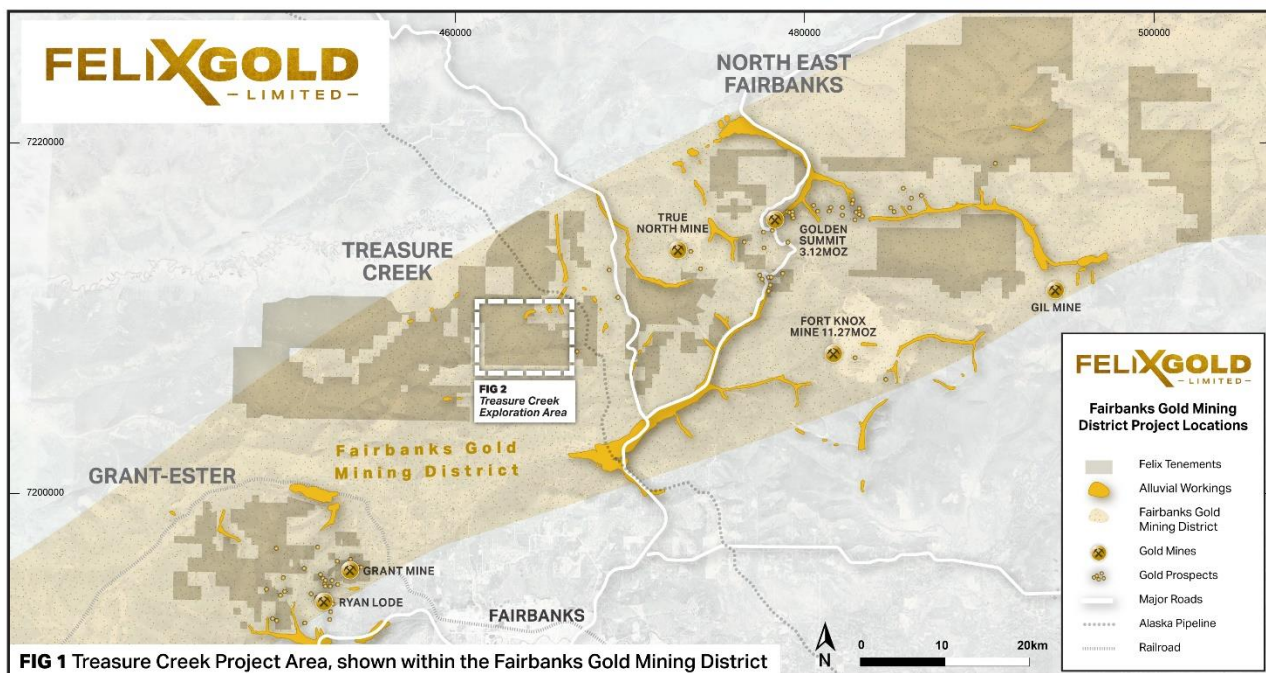 FELIXGOLD
LIMITED
460000
480000
500000
7220000
7200000
NORTH EAST
FAIRBANKS
TRUE
NORTH MINE
GOLDEN
SUMMIT
3.12MOZ
TREASURE
CREEK
GIL MINE
FORT KNOX
MINE 11.27MOZ
FIG 2
Treasure Creek
Exploration Area
Fairbanks Gold
Mining District
GRANT-ESTER
GRANT MINE
RYAN LODE
FAIRBANKS
N
0 10 20km
FELIXGOLD
LIMITED
Fairbanks Gold Mining
District Project Locations
Felix Tenements
Alluvial Workings
Fairbanks Gold
Mining District
Gold Mines
Gold Prospects
Major Roads
Alaska Pipeline
Railroad
FIG 1 Treasure Creek Project Area, shown within the Fairbanks Gold Mining District